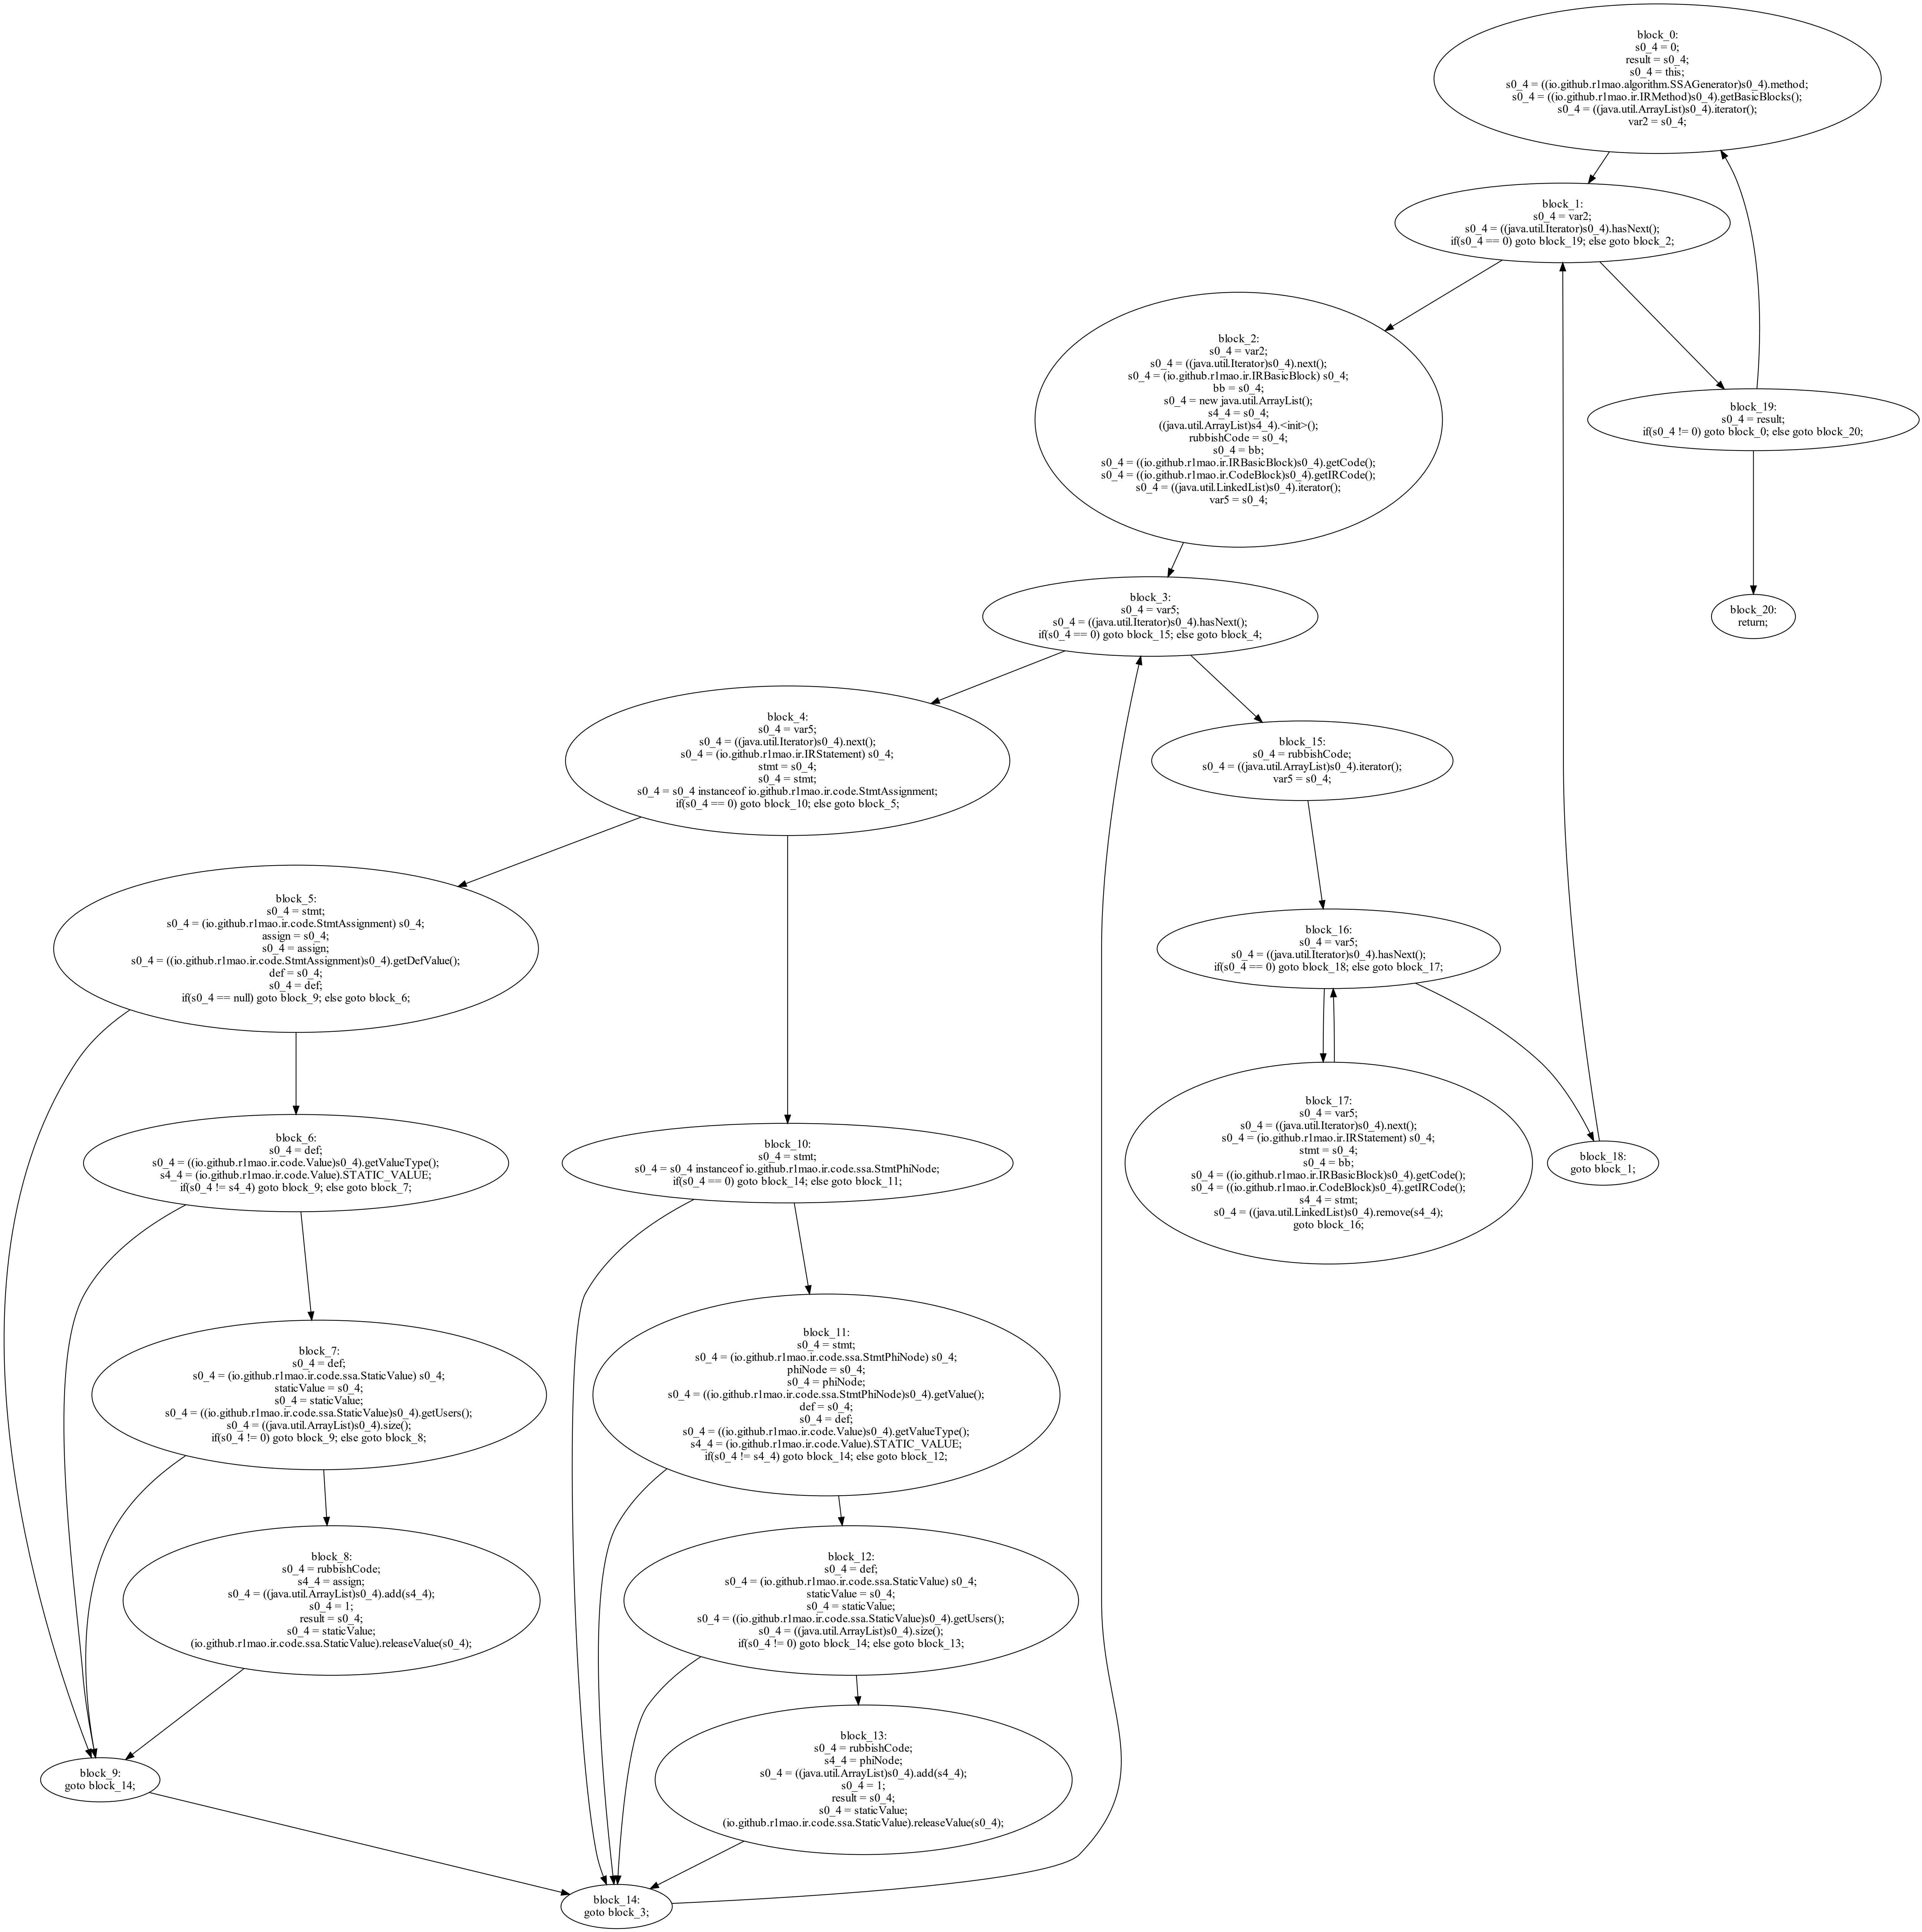 block_0:
s0_4 = 0;
result = s0_4;
s0_4 = this;
s0_4 = ((io.github.r1mao.algorithm.SSAGenerator)s0_4).method;
s0_4 = ((io.github.r1mao.ir.IRMethod)s0_4).getBasicBlocks();
s0_4 = ((java.util.ArrayList)s0_4).iterator();
var2 = s0_4;
block_1:
s0_4 = var2;
s0_4 = ((java.util.Iterator)s0_4).hasNext();
if(s0_4 == 0) goto block_19; else goto block_2;
block_2:
s0_4 = var2;
s0_4 = ((java.util.Iterator)s0_4).next();
s0_4 = (io.github.r1mao.ir.IRBasicBlock) s0_4;
bb = s0_4;
s0_4 = new java.util.ArrayList();
s4_4 = s0_4;
((java.util.ArrayList)s4_4).<init>();
rubbishCode = s0_4;
s0_4 = bb;
s0_4 = ((io.github.r1mao.ir.IRBasicBlock)s0_4).getCode();
s0_4 = ((io.github.r1mao.ir.CodeBlock)s0_4).getIRCode();
s0_4 = ((java.util.LinkedList)s0_4).iterator();
var5 = s0_4;
block_19:
s0_4 = result;
if(s0_4 != 0) goto block_0; else goto block_20;
block_3:
s0_4 = var5;
s0_4 = ((java.util.Iterator)s0_4).hasNext();
if(s0_4 == 0) goto block_15; else goto block_4;
block_20:
return;
block_4:
s0_4 = var5;
s0_4 = ((java.util.Iterator)s0_4).next();
s0_4 = (io.github.r1mao.ir.IRStatement) s0_4;
stmt = s0_4;
s0_4 = stmt;
s0_4 = s0_4 instanceof io.github.r1mao.ir.code.StmtAssignment;
if(s0_4 == 0) goto block_10; else goto block_5;
block_15:
s0_4 = rubbishCode;
s0_4 = ((java.util.ArrayList)s0_4).iterator();
var5 = s0_4;
block_5:
s0_4 = stmt;
s0_4 = (io.github.r1mao.ir.code.StmtAssignment) s0_4;
assign = s0_4;
s0_4 = assign;
s0_4 = ((io.github.r1mao.ir.code.StmtAssignment)s0_4).getDefValue();
def = s0_4;
s0_4 = def;
if(s0_4 == null) goto block_9; else goto block_6;
block_16:
s0_4 = var5;
s0_4 = ((java.util.Iterator)s0_4).hasNext();
if(s0_4 == 0) goto block_18; else goto block_17;
block_6:
s0_4 = def;
s0_4 = ((io.github.r1mao.ir.code.Value)s0_4).getValueType();
s4_4 = (io.github.r1mao.ir.code.Value).STATIC_VALUE;
if(s0_4 != s4_4) goto block_9; else goto block_7;
block_10:
s0_4 = stmt;
s0_4 = s0_4 instanceof io.github.r1mao.ir.code.ssa.StmtPhiNode;
if(s0_4 == 0) goto block_14; else goto block_11;
block_17:
s0_4 = var5;
s0_4 = ((java.util.Iterator)s0_4).next();
s0_4 = (io.github.r1mao.ir.IRStatement) s0_4;
stmt = s0_4;
s0_4 = bb;
s0_4 = ((io.github.r1mao.ir.IRBasicBlock)s0_4).getCode();
s0_4 = ((io.github.r1mao.ir.CodeBlock)s0_4).getIRCode();
s4_4 = stmt;
s0_4 = ((java.util.LinkedList)s0_4).remove(s4_4);
goto block_16;
block_18:
goto block_1;
block_7:
s0_4 = def;
s0_4 = (io.github.r1mao.ir.code.ssa.StaticValue) s0_4;
staticValue = s0_4;
s0_4 = staticValue;
s0_4 = ((io.github.r1mao.ir.code.ssa.StaticValue)s0_4).getUsers();
s0_4 = ((java.util.ArrayList)s0_4).size();
if(s0_4 != 0) goto block_9; else goto block_8;
block_11:
s0_4 = stmt;
s0_4 = (io.github.r1mao.ir.code.ssa.StmtPhiNode) s0_4;
phiNode = s0_4;
s0_4 = phiNode;
s0_4 = ((io.github.r1mao.ir.code.ssa.StmtPhiNode)s0_4).getValue();
def = s0_4;
s0_4 = def;
s0_4 = ((io.github.r1mao.ir.code.Value)s0_4).getValueType();
s4_4 = (io.github.r1mao.ir.code.Value).STATIC_VALUE;
if(s0_4 != s4_4) goto block_14; else goto block_12;
block_8:
s0_4 = rubbishCode;
s4_4 = assign;
s0_4 = ((java.util.ArrayList)s0_4).add(s4_4);
s0_4 = 1;
result = s0_4;
s0_4 = staticValue;
(io.github.r1mao.ir.code.ssa.StaticValue).releaseValue(s0_4);
block_12:
s0_4 = def;
s0_4 = (io.github.r1mao.ir.code.ssa.StaticValue) s0_4;
staticValue = s0_4;
s0_4 = staticValue;
s0_4 = ((io.github.r1mao.ir.code.ssa.StaticValue)s0_4).getUsers();
s0_4 = ((java.util.ArrayList)s0_4).size();
if(s0_4 != 0) goto block_14; else goto block_13;
block_9:
goto block_14;
block_13:
s0_4 = rubbishCode;
s4_4 = phiNode;
s0_4 = ((java.util.ArrayList)s0_4).add(s4_4);
s0_4 = 1;
result = s0_4;
s0_4 = staticValue;
(io.github.r1mao.ir.code.ssa.StaticValue).releaseValue(s0_4);
block_14:
goto block_3;